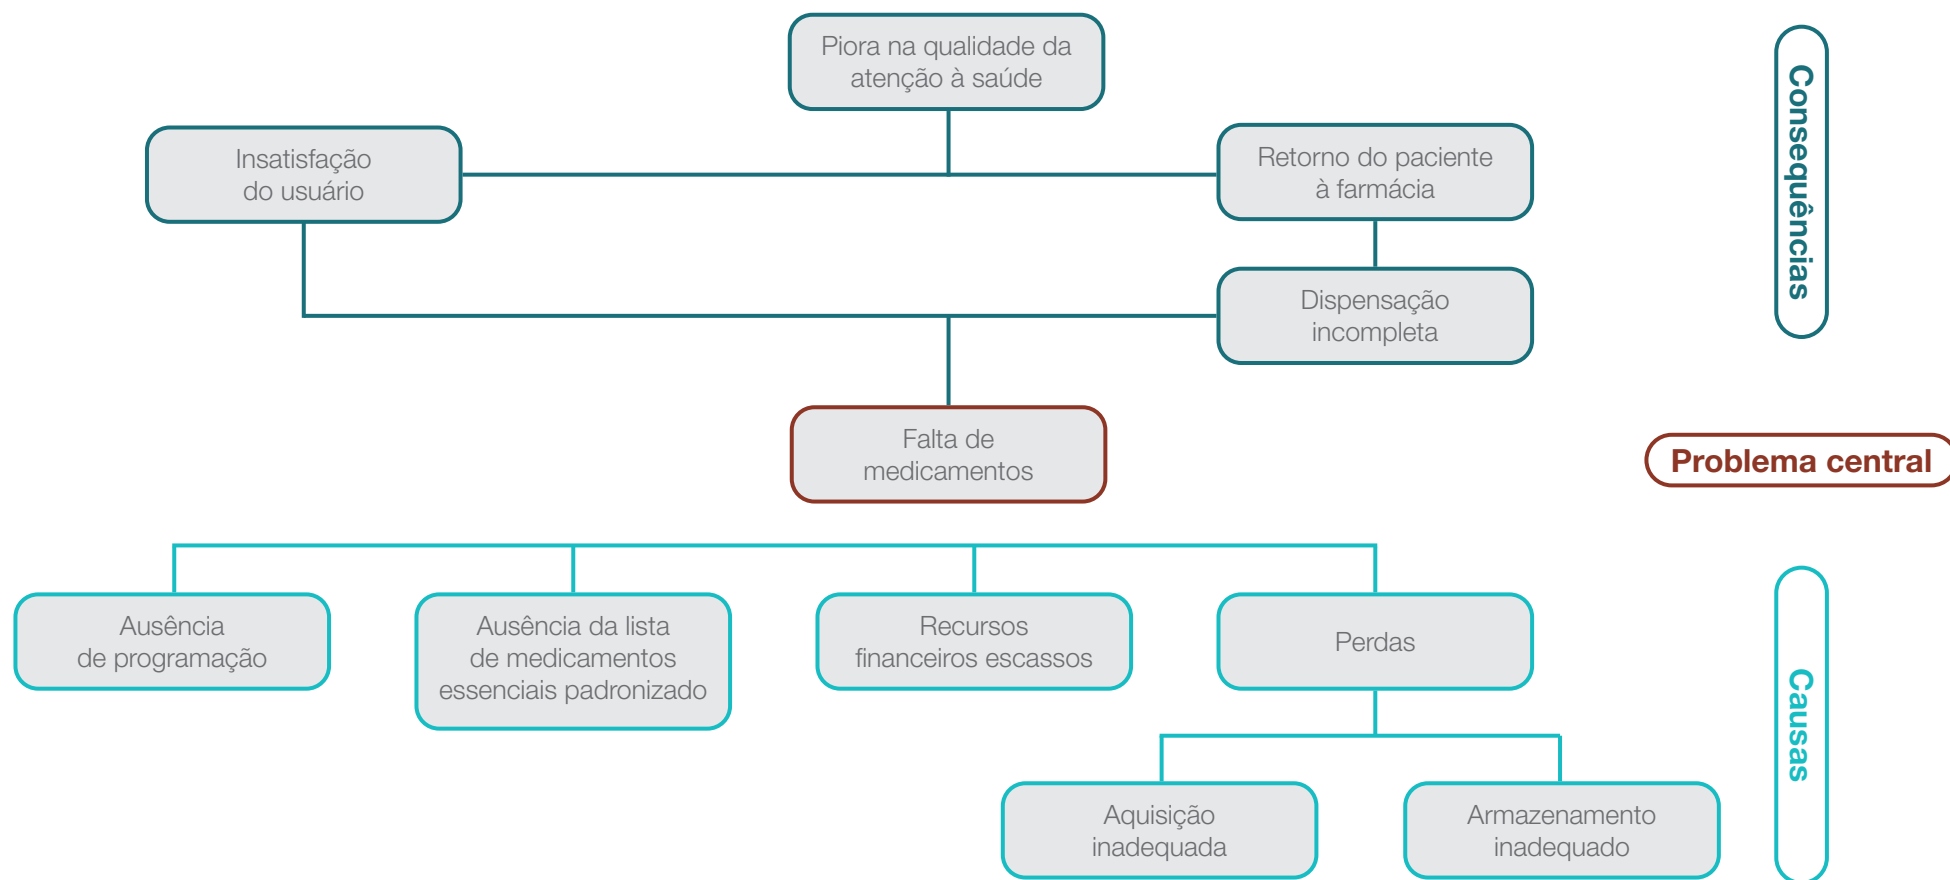 Piora na qualidade da
atenção à saúde
Insatisfação
do usuário
Retorno do paciente
à farmácia
Dispensação
incompleta
Consequências
Falta de
medicamentos
Problema central
Ausência
de programação
Ausência da lista
de medicamentos
essenciais padronizado
Recursos
financeiros escassos
Perdas
Aquisição
inadequada
Armazenamento
inadequado
Causas